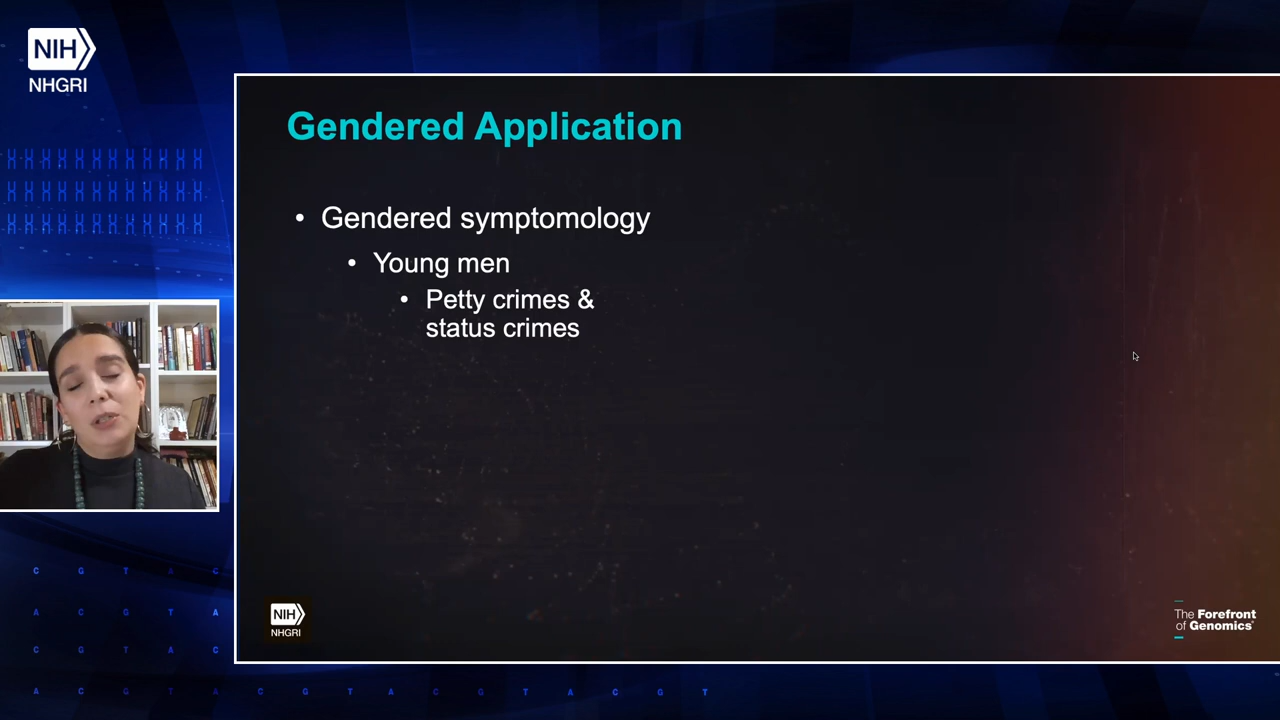 NIH
NHGRI
Gendered Application
• Gendered symptomology
• Young men
• Petty crimes &
status crimes
C G T A C
A C G T A
C G T A C
A C G T A C G T A C G T A C G T
NIH
NHGRI
The Forefront
of Genomics®